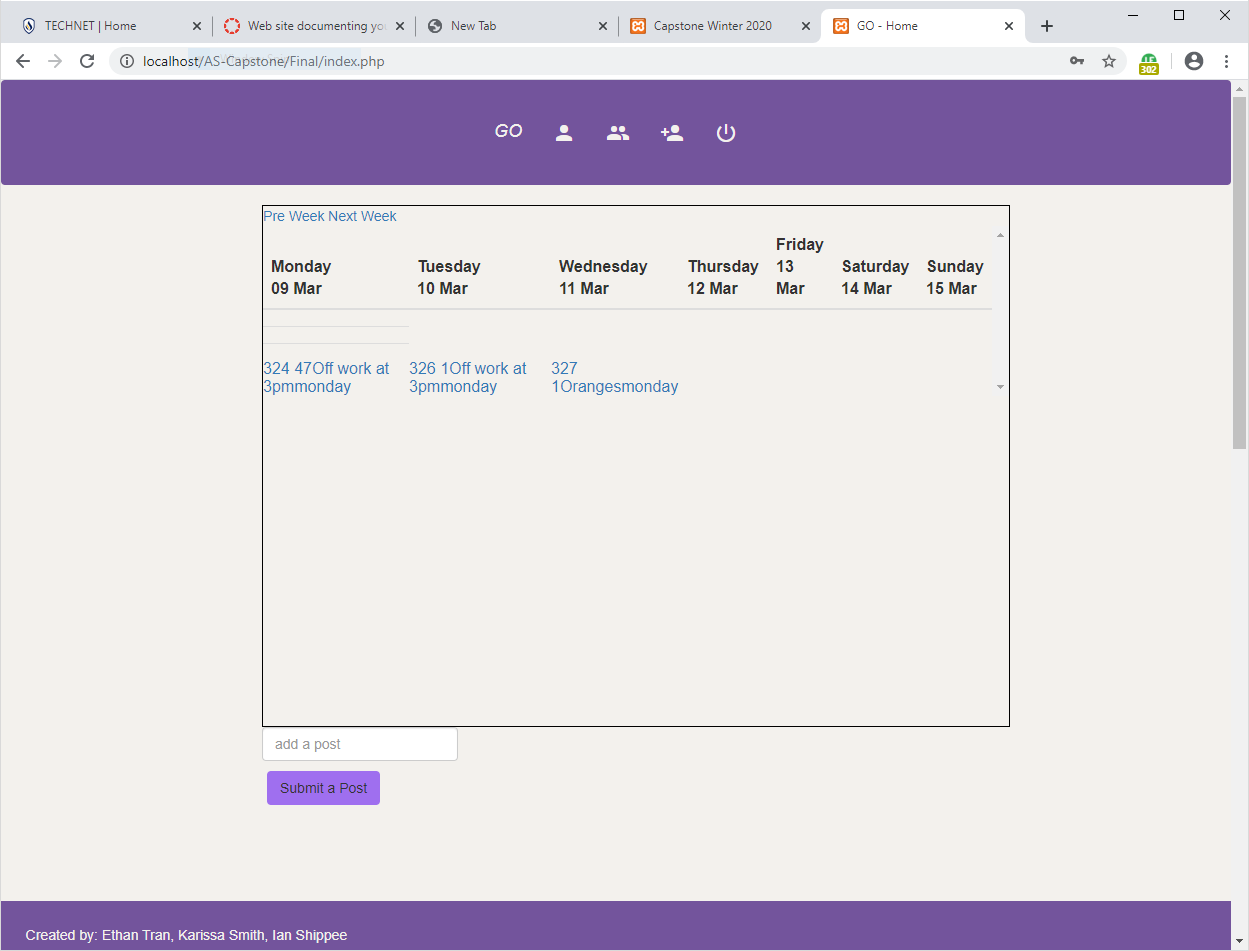 TECHNET | Home
Web site documenting you
New Tab
Capstone Winter 2020
GO - Home
localhost/AS-Capstone/Final/index.php
302
GO
Pre Week Next Week
Monday 09 Mar
Tuesday 10 Mar
Wednesday 11 Mar
Thursday 12 Mar
Friday 13 Mar
Saturday 14 Mar
Sunday 15 Mar
324 47Off work at
3pmmonday
326 1Off work at
3pmmonday
327
1Orangesmonday
add a post
Submit a Post
Created by: Ethan Tran, Karissa Smith, Ian Shippee